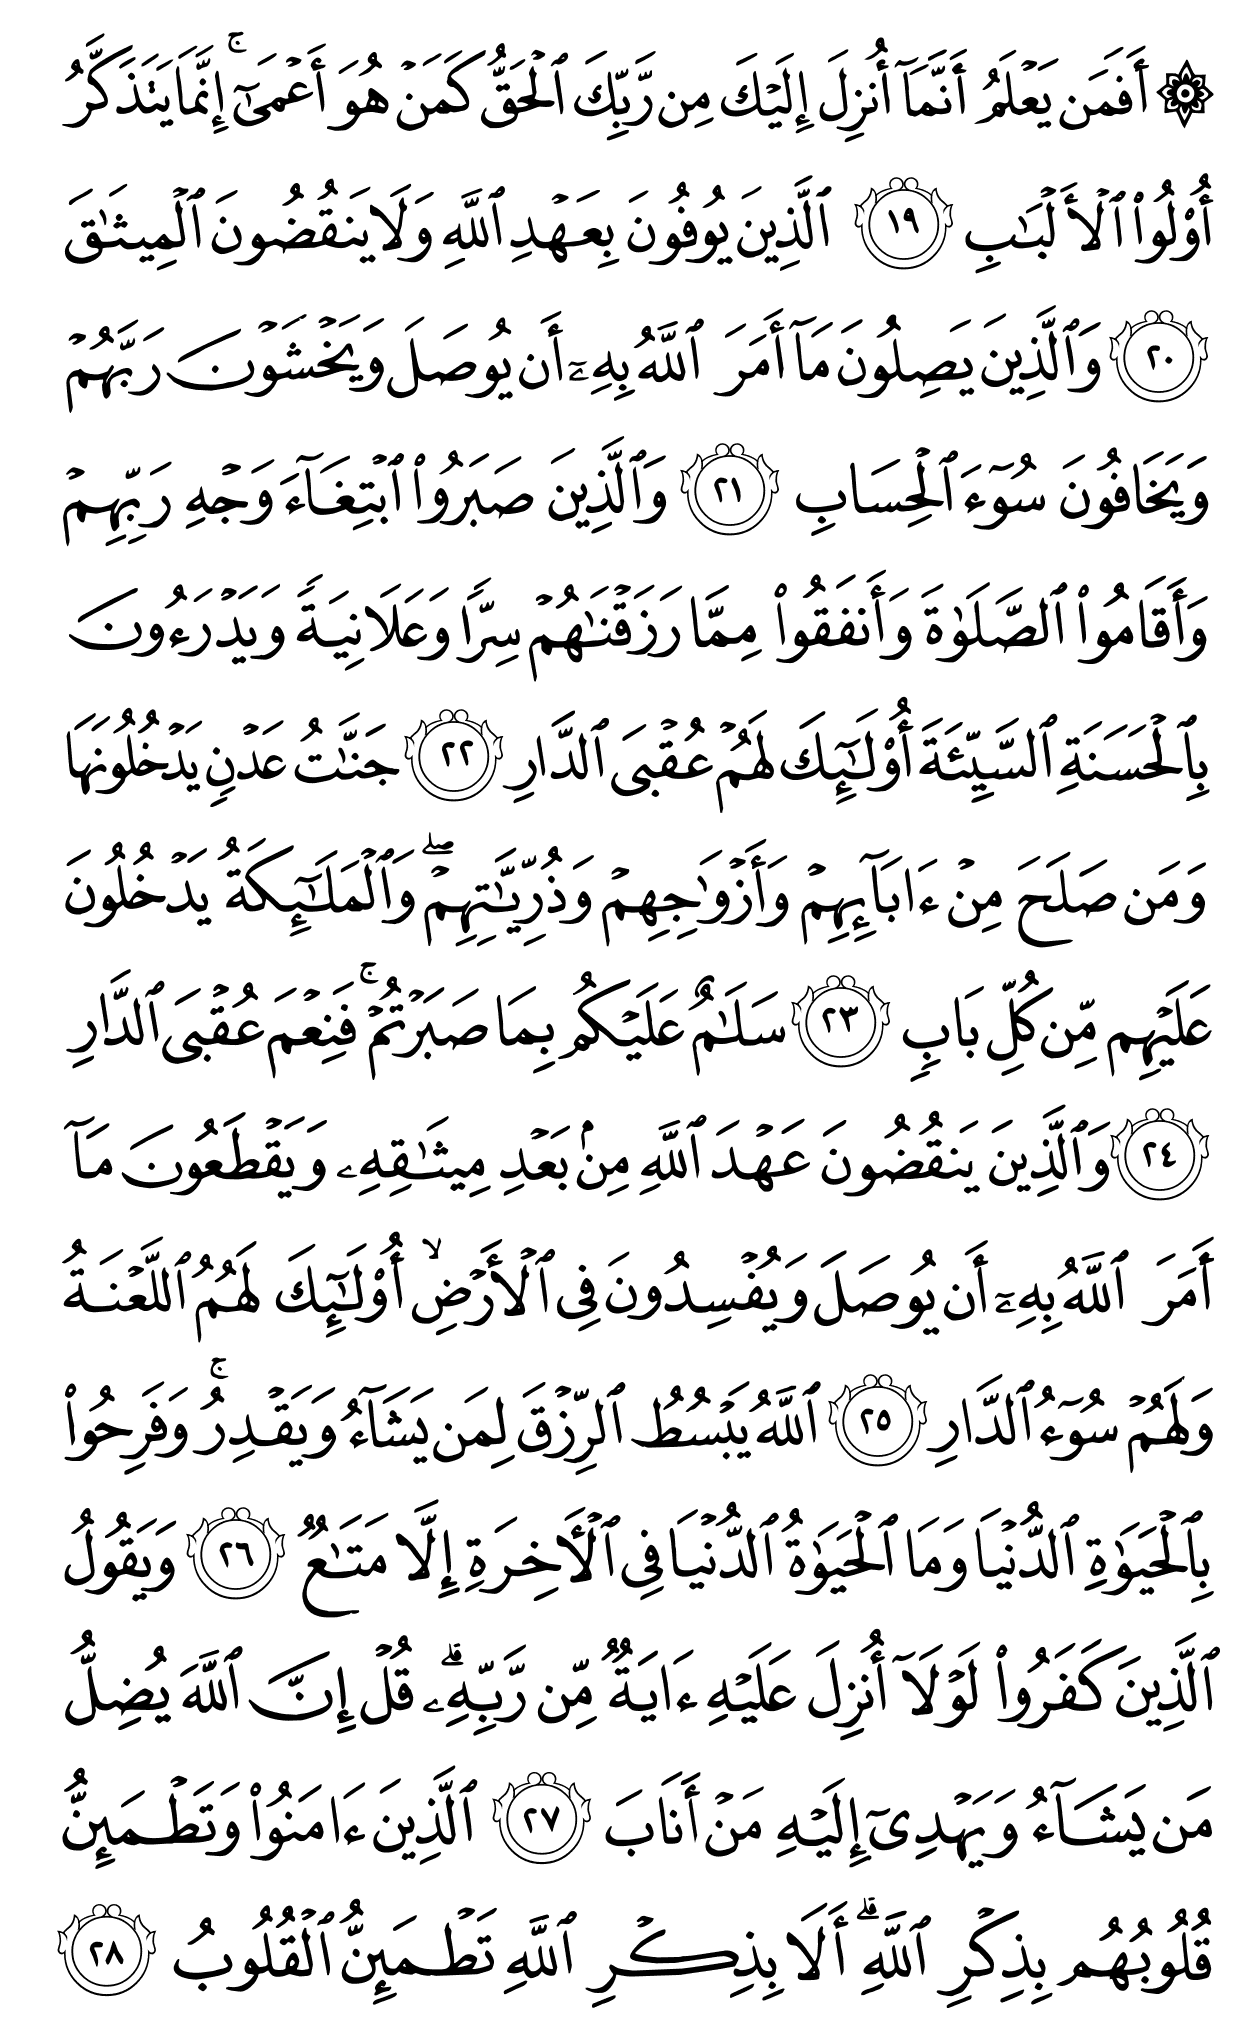 ۞ أَفَمَن يَعۡلَمُ أَنَّمَآ أُنزِلَ إِلَيۡكَ مِن رَّبِّكَ ٱلۡحَقُّ كَمَنۡ هُوَ أَعۡمَىٰٓۚ إِنَّمَا يَتَذَكَّرُ
أُوْلُواْ ٱلۡأَلۡبَٰبِ ١٩ ٱلَّذِينَ يُوفُونَ بِعَهۡدِ ٱللَّهِ وَلَا يَنقُضُونَ ٱلۡمِيثَٰقَ
٢٠ وَٱلَّذِينَ يَصِلُونَ مَآ أَمَرَ ٱللَّهُ بِهِۦٓ أَن يُوصَلَ وَيَخۡشَوۡنَ رَبَّهُمۡ
وَيَخَافُونَ سُوٓءَ ٱلۡحِسَابِ ٢١ وَٱلَّذِينَ صَبَرُواْ ٱبۡتِغَآءَ وَجۡهِ رَبِّهِمۡ
وَأَقَامُواْ ٱلصَّلَوٰةَ وَأَنفَقُواْ مِمَّا رَزَقۡنَٰهُمۡ سِرّٗا وَعَلَانِيَةٗ وَيَدۡرَءُونَ
بِٱلۡحَسَنَةِ ٱلسَّيِّئَةَ أُوْلَٰٓئِكَ لَهُمۡ عُقۡبَى ٱلدَّارِ ٢٢ جَنَّٰتُ عَدۡنٖ يَدۡخُلُونَهَا
وَمَن صَلَحَ مِنۡ ءَابَآئِهِمۡ وَأَزۡوَٰجِهِمۡ وَذُرِّيَّٰتِهِمۡۖ وَٱلۡمَلَٰٓئِكَةُ يَدۡخُلُونَ
عَلَيۡهِم مِّن كُلِّ بَابٖ ٢٣ سَلَٰمٌ عَلَيۡكُم بِمَا صَبَرۡتُمۡۚ فَنِعۡمَ عُقۡبَى ٱلدَّارِ
٢٤ وَٱلَّذِينَ يَنقُضُونَ عَهۡدَ ٱللَّهِ مِنۢ بَعۡدِ مِيثَٰقِهِۦ وَيَقۡطَعُونَ مَآ
أَمَرَ ٱللَّهُ بِهِۦٓ أَن يُوصَلَ وَيُفۡسِدُونَ فِي ٱلۡأَرۡضِۙ أُوْلَٰٓئِكَ لَهُمُ ٱللَّعۡنَةُ
وَلَهُمۡ سُوٓءُ ٱلدَّارِ ٢٥ ٱللَّهُ يَبۡسُطُ ٱلرِّزۡقَ لِمَن يَشَآءُ وَيَقۡدِرُۚ وَفَرِحُواْ
بِٱلۡحَيَوٰةِ ٱلدُّنۡيَا وَمَا ٱلۡحَيَوٰةُ ٱلدُّنۡيَا فِي ٱلۡأٓخِرَةِ إِلَّا مَتَٰعٞ ٢٦ وَيَقُولُ
ٱلَّذِينَ كَفَرُواْ لَوۡلَآ أُنزِلَ عَلَيۡهِ ءَايَةٞ مِّن رَّبِّهِۦۗ قُلۡ إِنَّ ٱللَّهَ يُضِلُّ
مَن يَشَآءُ وَيَهۡدِيٓ إِلَيۡهِ مَنۡ أَنَابَ ٢٧ ٱلَّذِينَ ءَامَنُواْ وَتَطۡمَئِنُّ
قُلُوبُهُم بِذِكۡرِ ٱللَّهِۗ أَلَا بِذِكۡرِ ٱللَّهِ تَطۡمَئِنُّ ٱلۡقُلُوبُ ٢٨